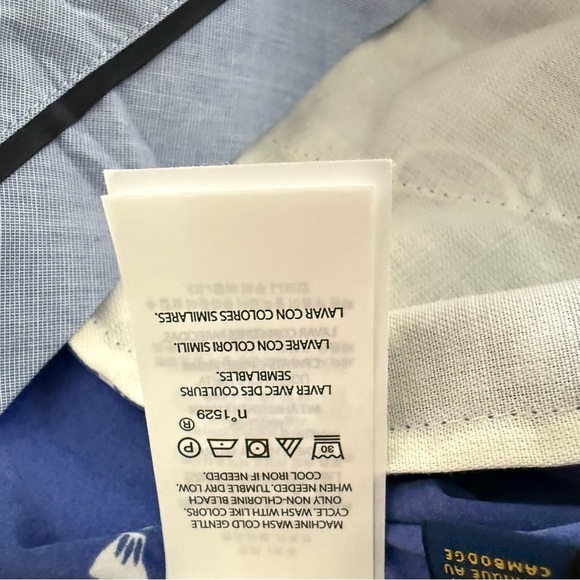 MACHINE WASH COLD GENTLE
CYCLE. WASH WITH LIKE COLORS.
ONLY NON-CHLORINE BLEACH
WHEN NEEDED. TUMBLE DRY LOW.
COOL IRON IF NEEDED.
30 P
n°1529 ®
LAVER AVEC DES COULEURS
SEMBLABLES.
LAVARE CON COLORI SIMILI.
LAVAR CON COLORES SIMILARES.
QUE AU
CAMBODGE